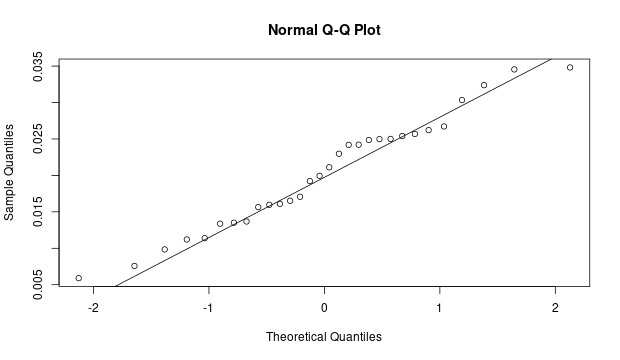 Normal Q-Q Plot
Sample Quantiles
0.035
0.025
0.015
0.005
-2 -1 0 1 2
Theoretical Quantiles